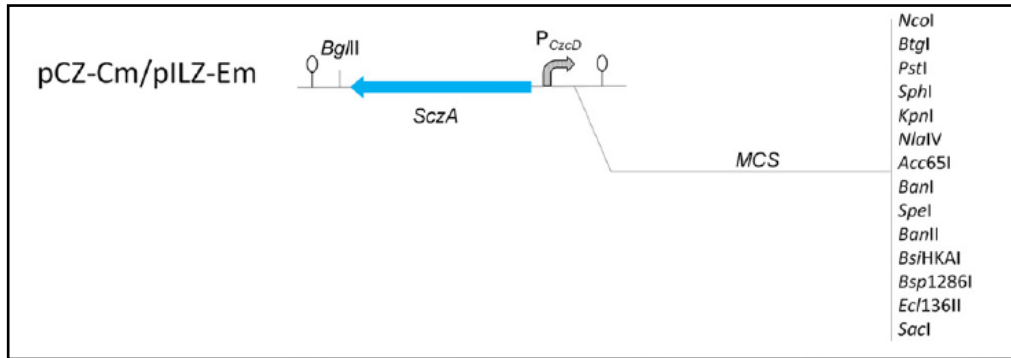 pCZ-Cm/pILZ-Em
BglII
PCzcD
SczA
MCS
NcoI
BtgI
PstI
SphI
KpnI
NlaIV
Acc65I
BanI
SpeI
BanII
BsiHKAI
Bsp1286I
Ecl136II
SacI